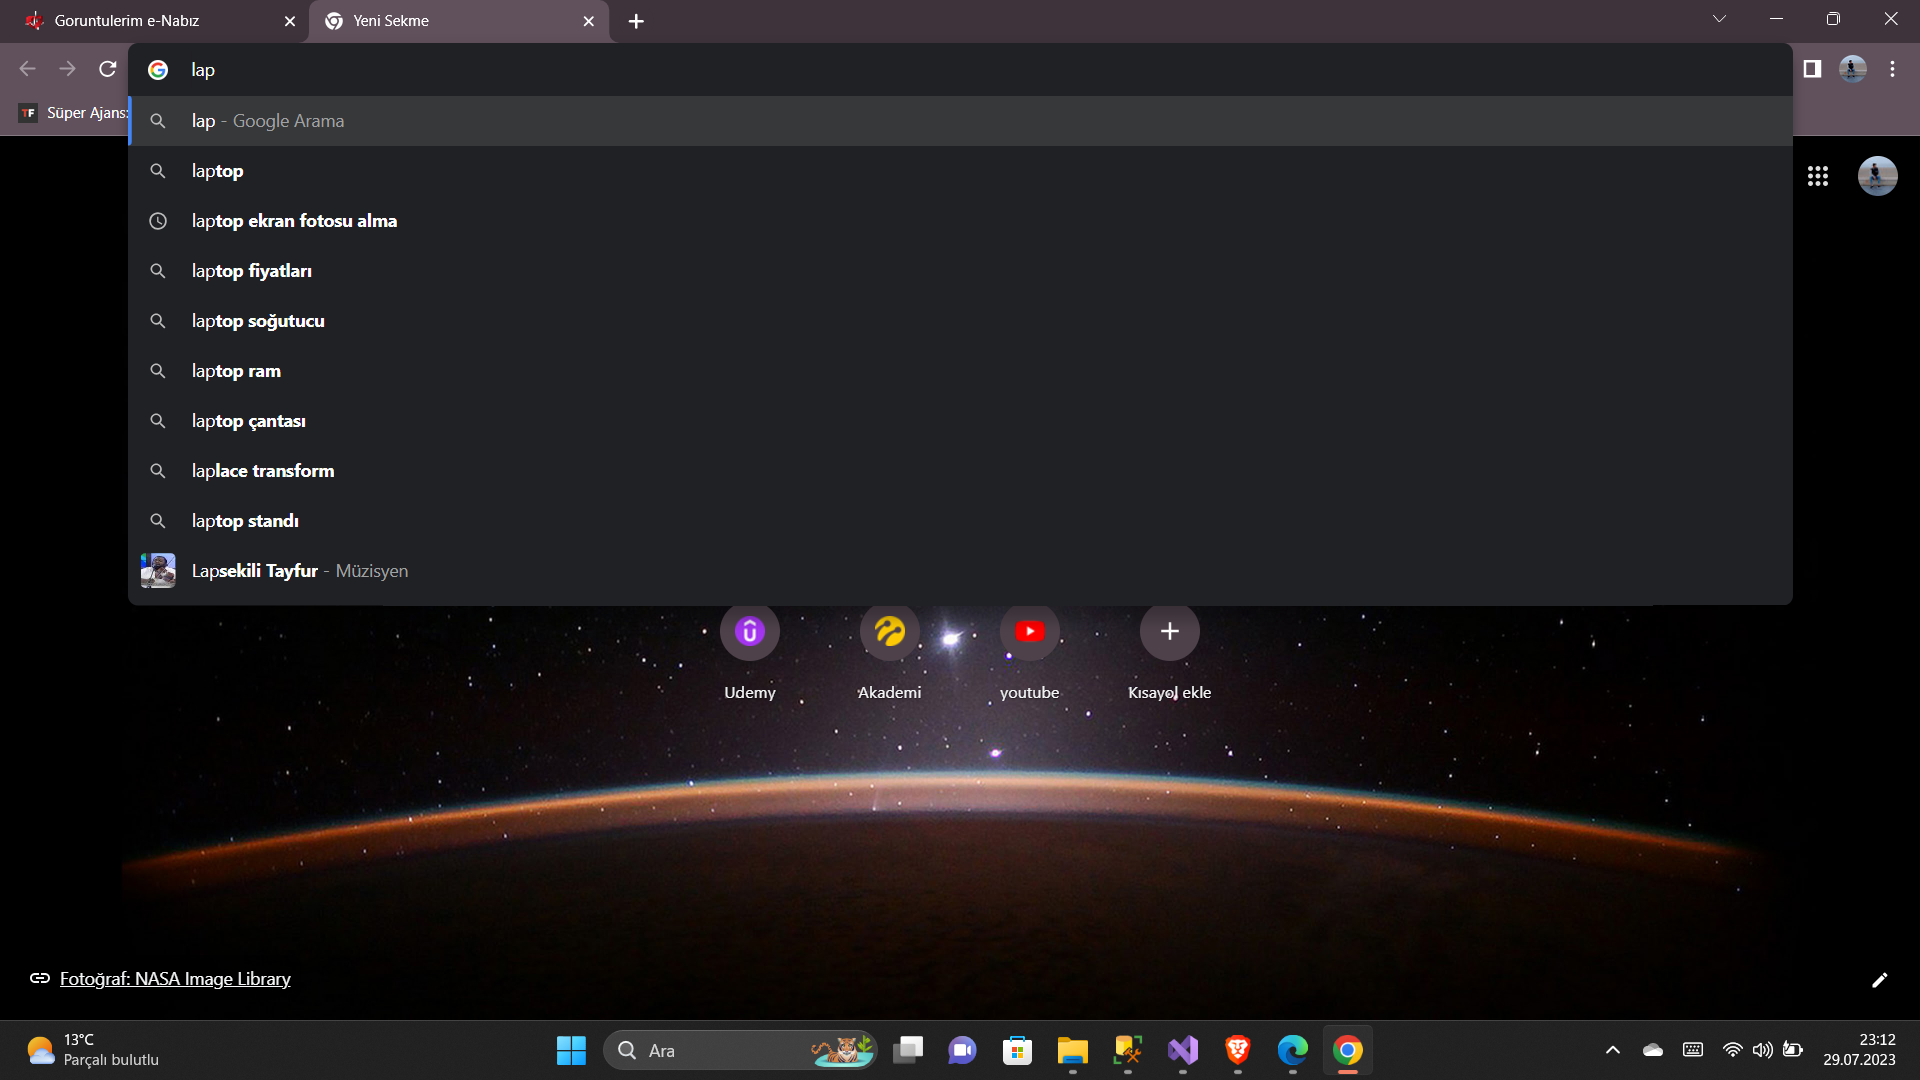 Goruntulerim e-Nabız
Yeni Sekme
lap
TF Süper Ajans:
lap - Google Arama
laptop
laptop ekran fotosu alma
laptop fiyatları
laptop soğutucu
laptop ram
laptop çantası
laplace transform
laptop standı
Lapsekili Tayfur - Müzisyen
Udemy
Akademi
youtube
Kısayol ekle
Fotoğraf: NASA Image Library
13°C
Parçalı bulutlu
Ara
23:12
29.07.2023